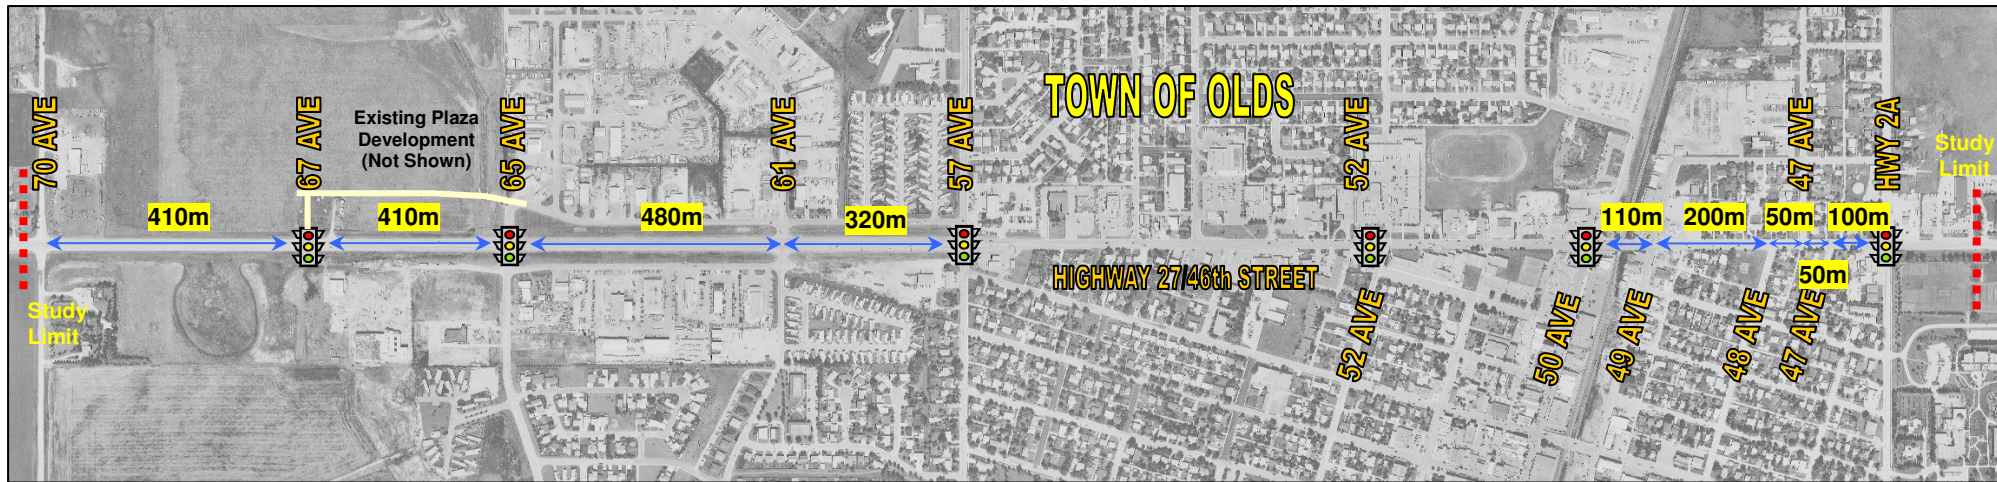 TOWN OF OLDS
70 AVE
67 AVE
Existing Plaza
Development
(Not Shown)
65 AVE
61 AVE
57 AVE
52 AVE
47 AVE
HWY 2A
Study
Limit
410m
410m
480m
320m
110m
200m
50m
100m
50m
HIGHWAY 27/46th STREET
Study
Limit
52 AVE
50 AVE
49 AVE
48 AVE
47 AVE